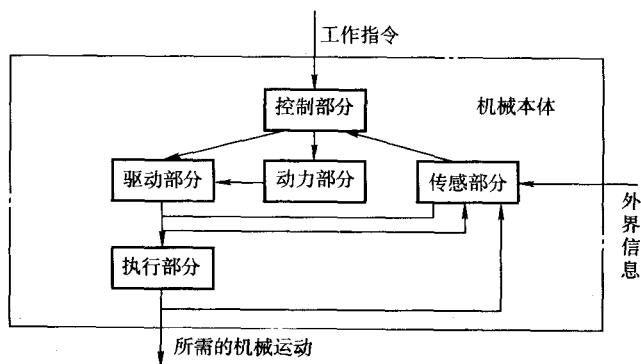 工作指令
控制部分
机械本体
驱动部分
动力部分
传感部分
外界信息
执行部分
所需的机械运动